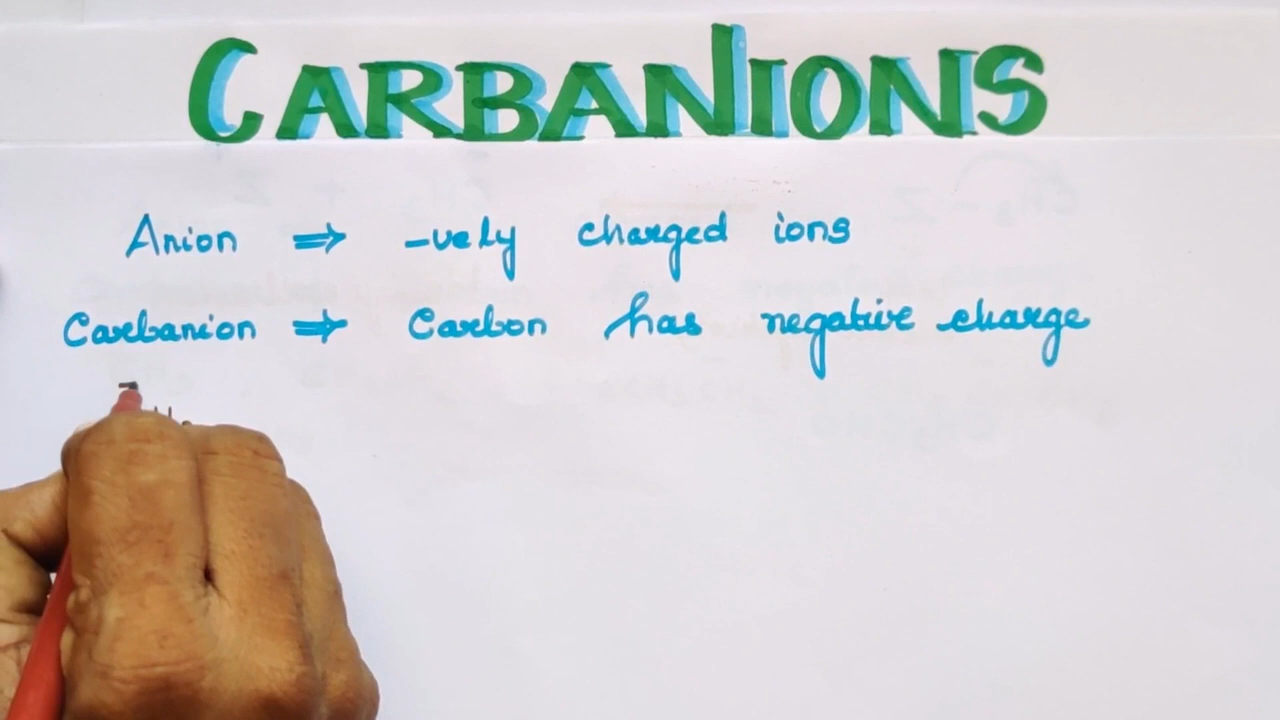 CARBANIONS
Anion ⇒ -vely charged ions
Carbanion ⇒ Carbon has negative charge